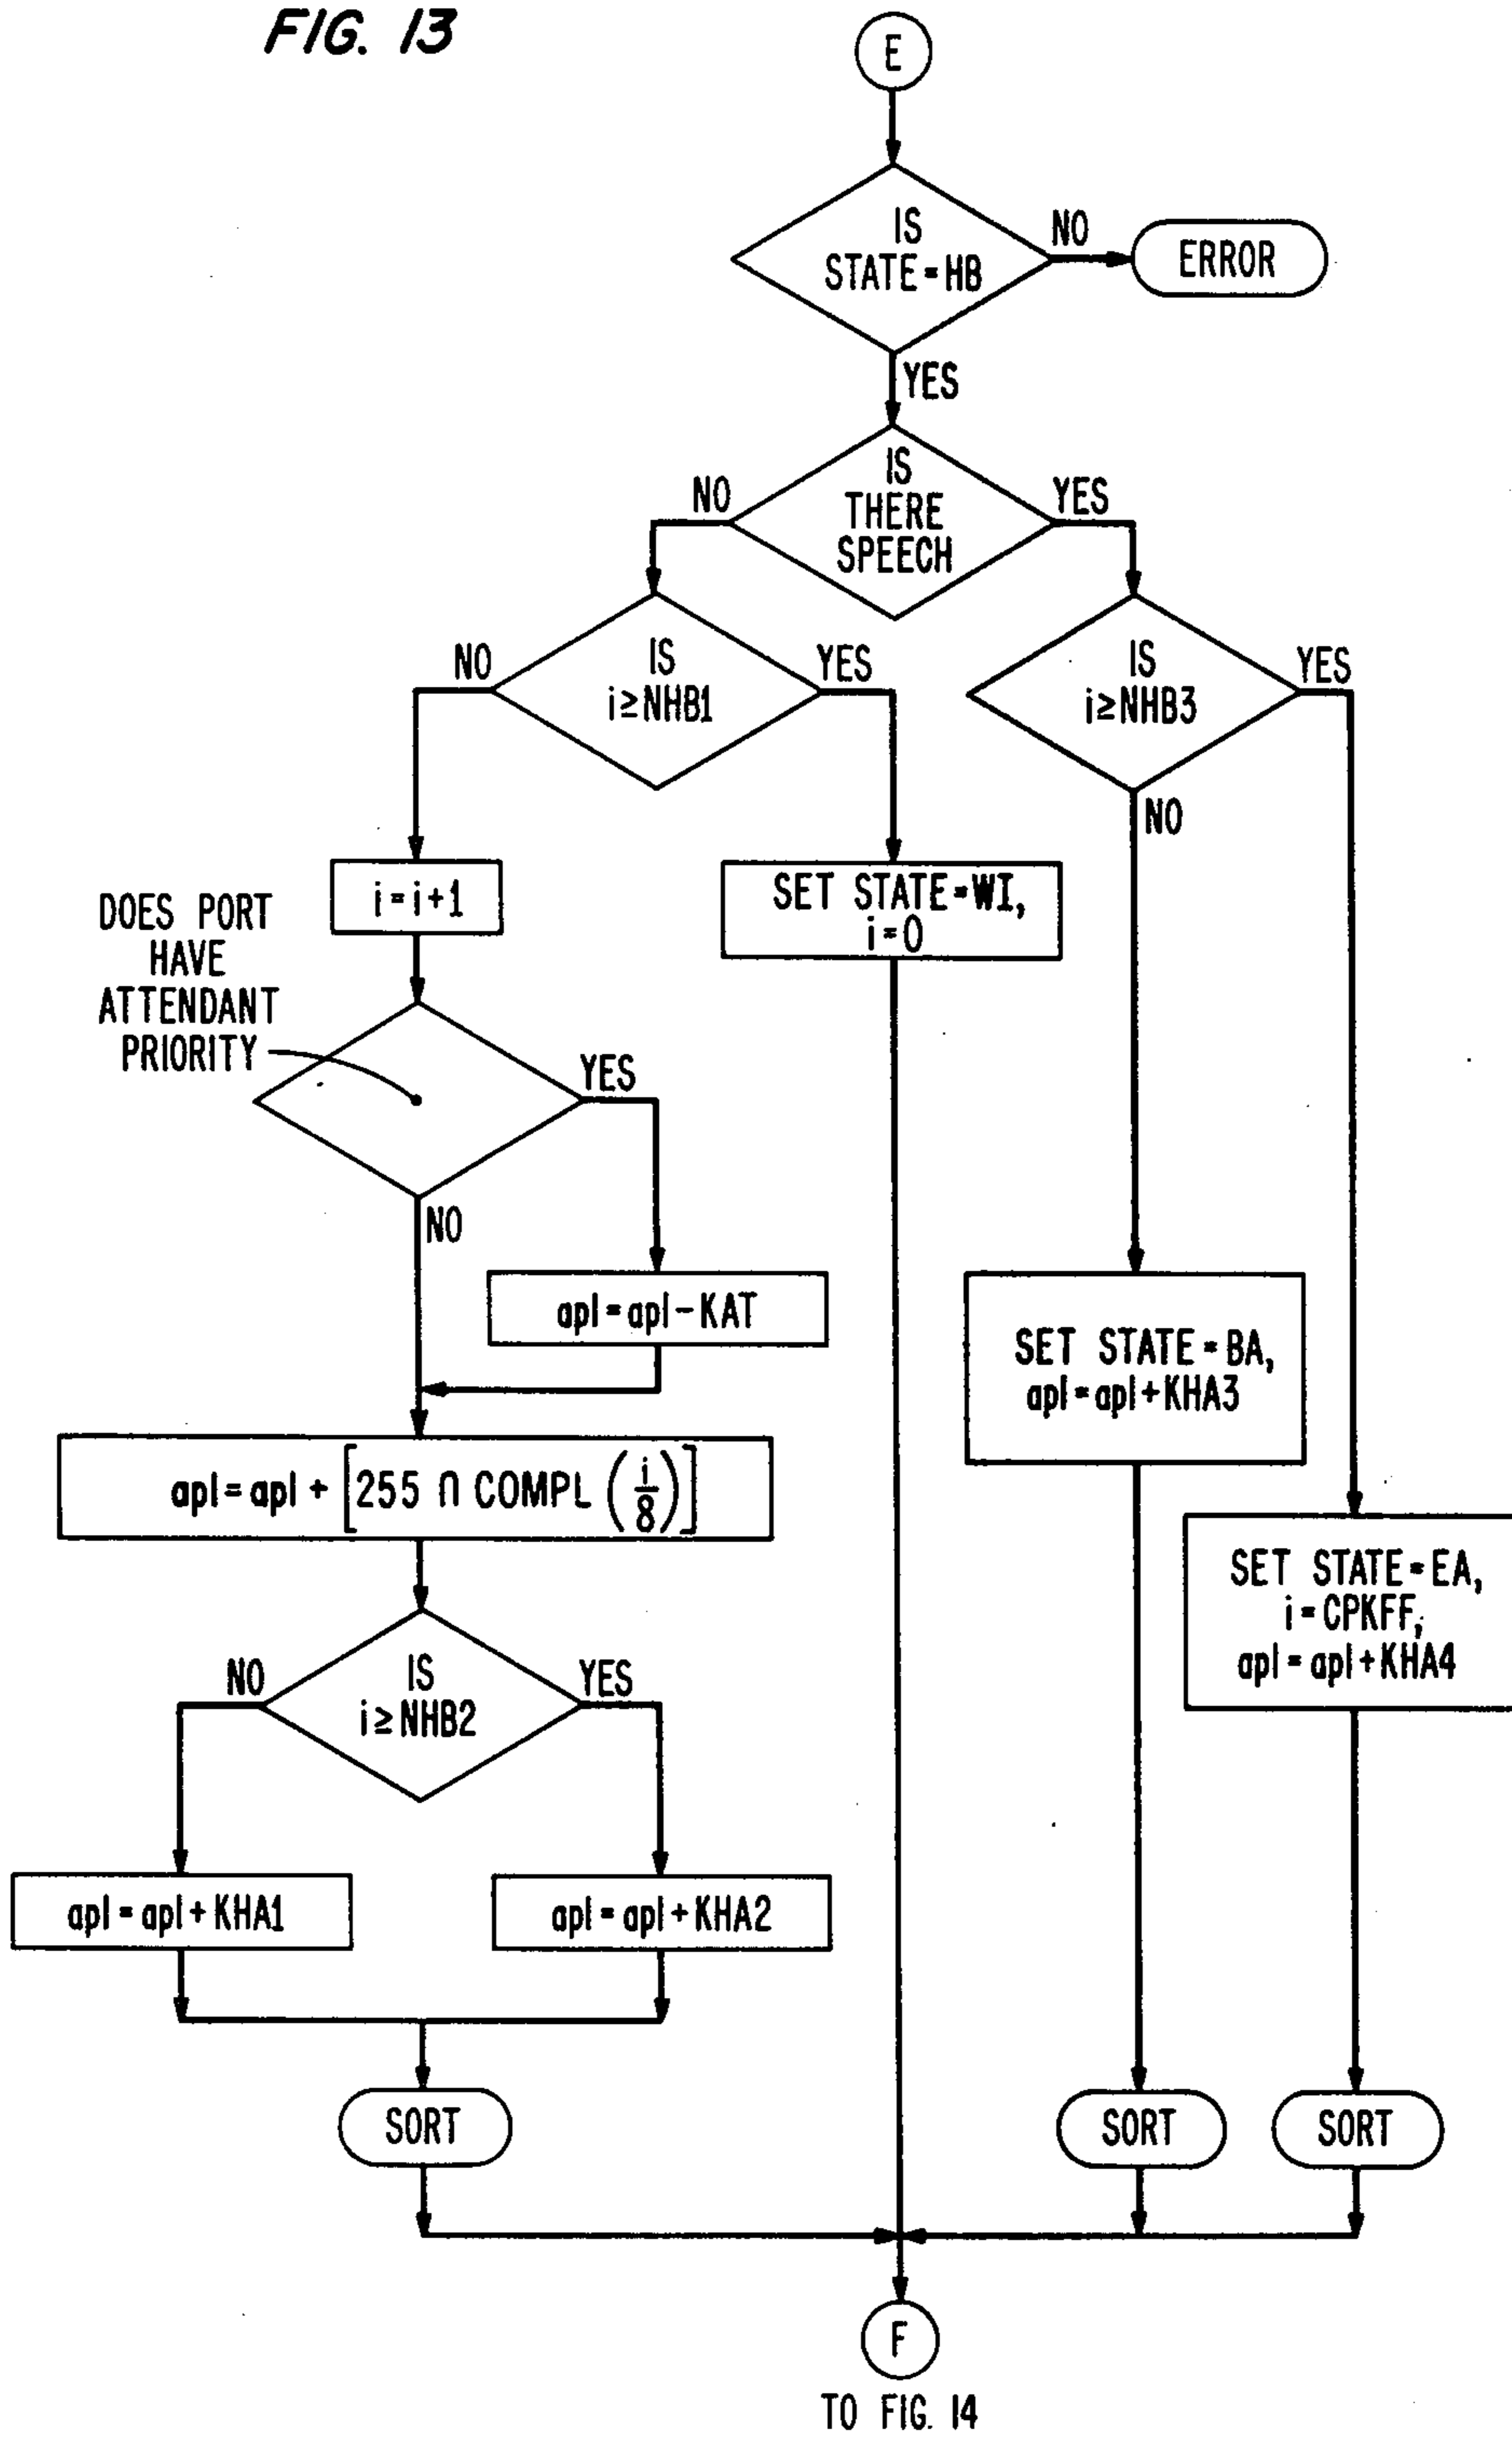 FIG. 13
E
IS
STATE=HB
NO
ERROR
YES
IS
THERE
SPEECH
NO
YES
IS
i≥NHB1
NO
YES
IS
i≥NHB3
YES
NO
i=i+1
SET STATE=WI,
i=0
DOES PORT
HAVE
ATTENDANT
PRIORITY
YES
NO
apl=apl-KAT
SET STATE=BA,
apl=apl+KHA3
apl=apl+[255 ∩ COMPL (i/8)]
SET STATE=EA,
i=CPKFF,
apl=apl+KHA4
IS
i≥NHB2
NO
YES
apl=apl+KHA1
apl=apl+KHA2
SORT
SORT
SORT
F
TO FIG. 14